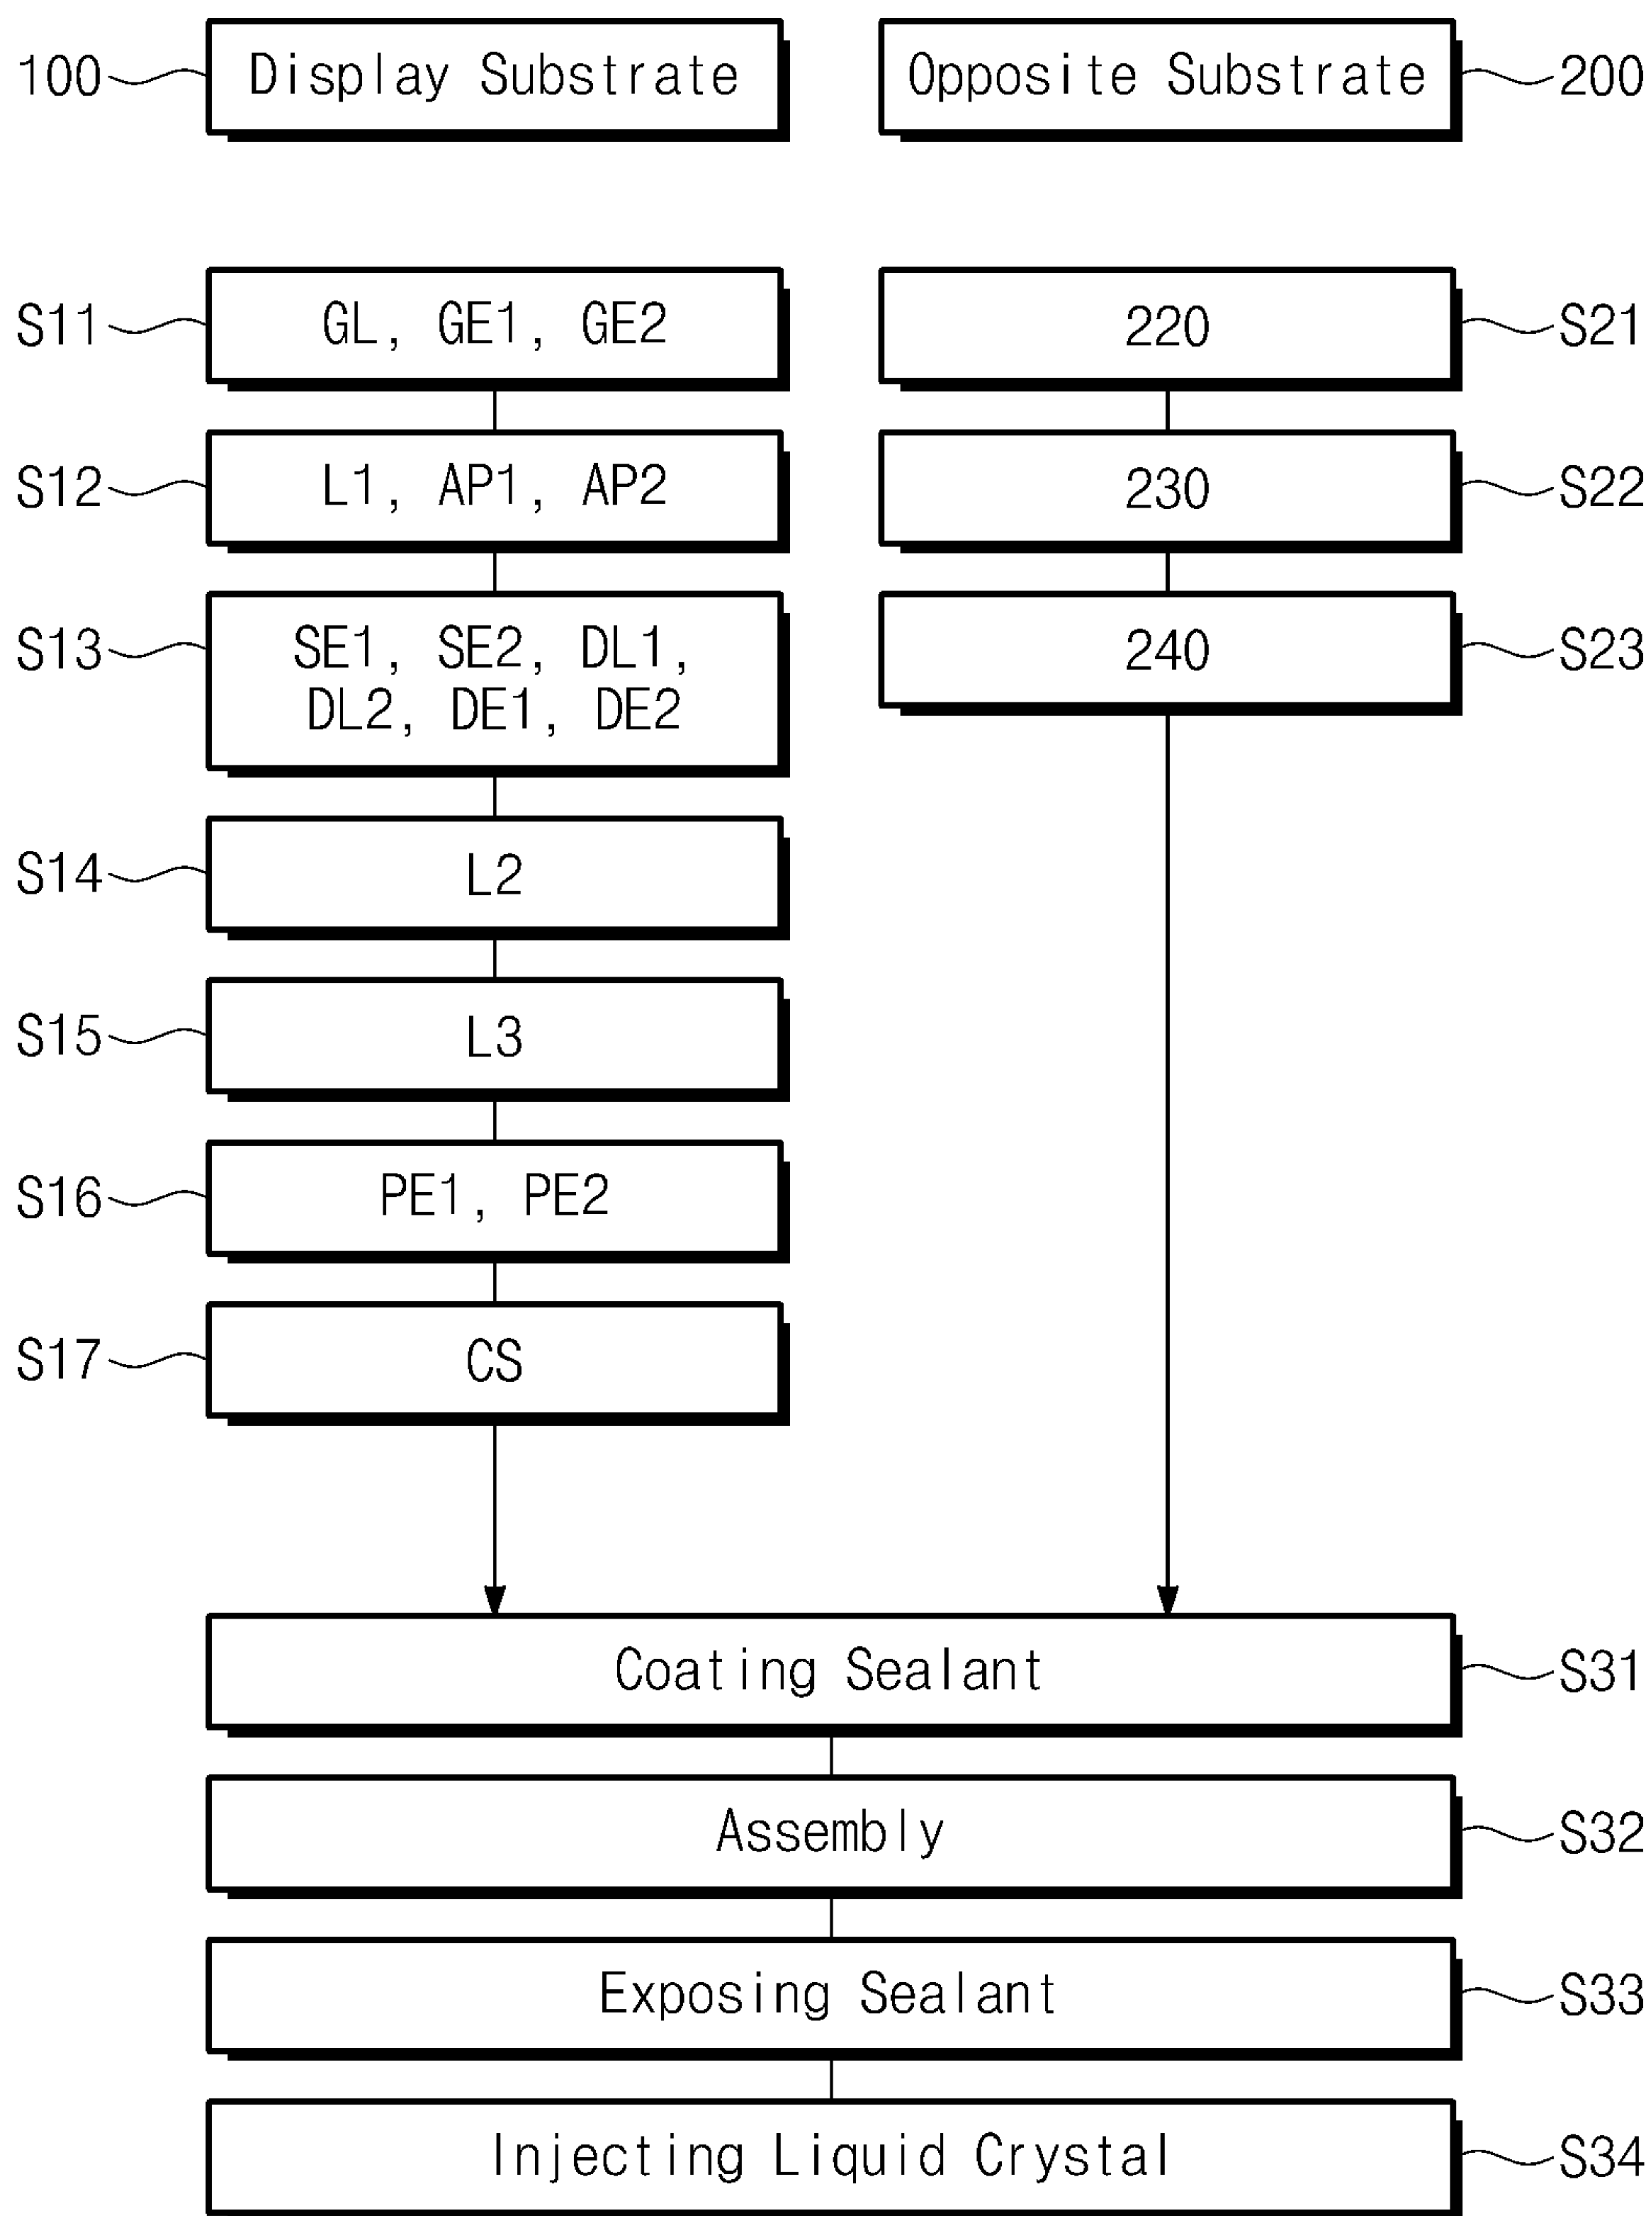 100 Display Substrate Opposite Substrate 200
S11 GL, GE1, GE2 220 S21
S12 L1, AP1, AP2 230 S22
S13 SE1, SE2, DL1, 240 S23
DL2, DE1, DE2
S14 L2
S15 L3
S16 PE1, PE2
S17 CS
Coating Sealant S31
Assembly S32
Exposing Sealant S33
Injecting Liquid Crystal S34